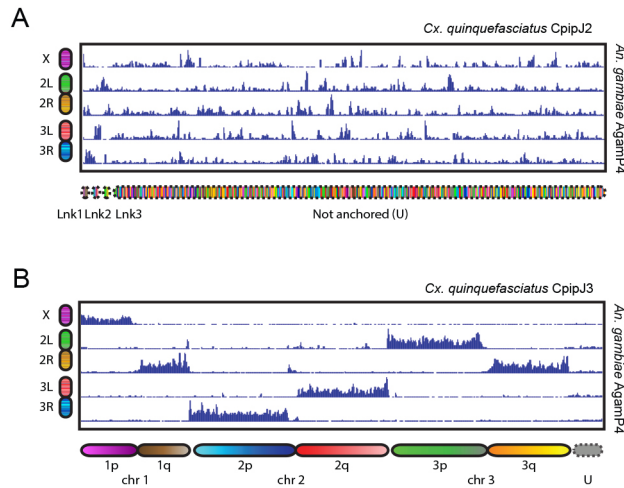 A
Cx. quinquefasciatus CpipJ2
X
2L
2R
3L
3R
An. gambiae AgamP4
Lnk1 Lnk2 Lnk3
Not anchored (U)
B
Cx. quinquefasciatus CpipJ3
X
2L
2R
3L
3R
An. gambiae AgamP4
1p 1q 2p 2q 3p 3q
chr 1 chr 2 chr 3 U